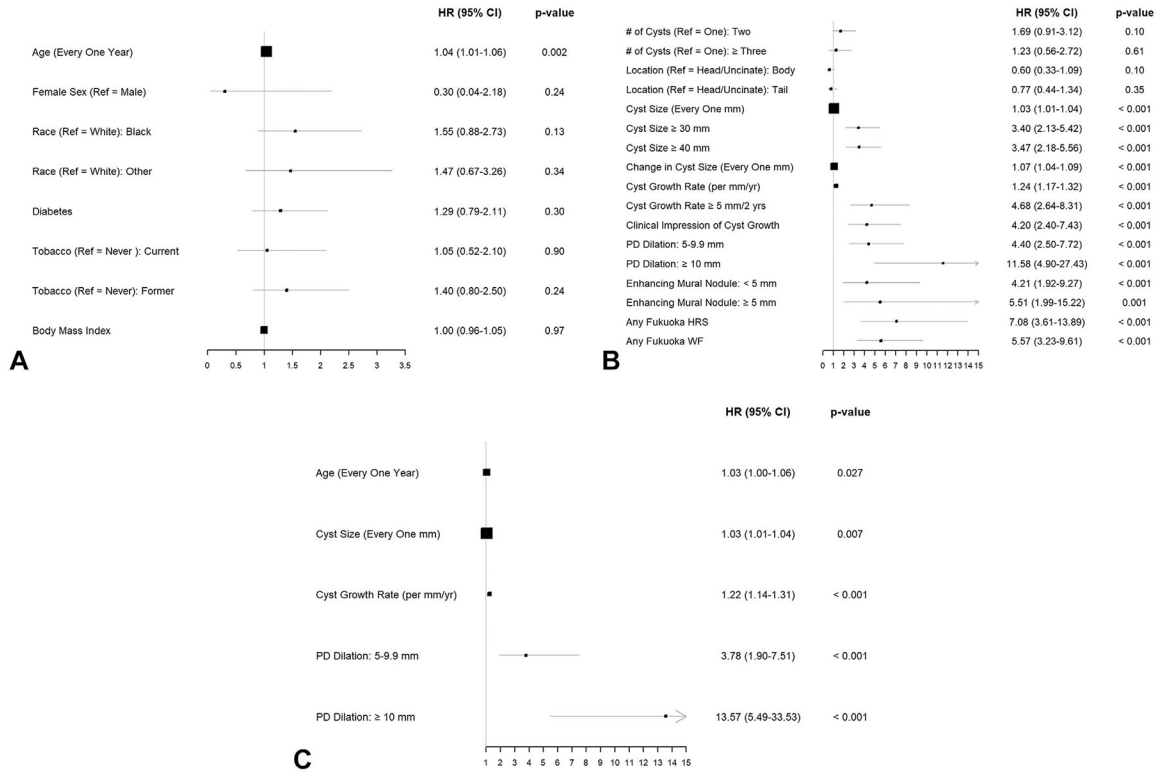 HR (95% CI) p-value
Age (Every One Year) 1.04 (1.01-1.06) 0.002
Female Sex (Ref = Male) 0.30 (0.04-2.18) 0.24
Race (Ref = White): Black 1.55 (0.88-2.73) 0.13
Race (Ref = White): Other 1.47 (0.67-3.26) 0.34
Diabetes 1.29 (0.79-2.11) 0.30
Tobacco (Ref = Never ): Current 1.05 (0.52-2.10) 0.90
Tobacco (Ref = Never): Former 1.40 (0.80-2.50) 0.24
Body Mass Index 1.00 (0.96-1.05) 0.97
0 0.5 1 1.5 2 2.5 3 3.5
A
HR (95% CI) p-value
# of Cysts (Ref = One): Two 1.69 (0.91-3.12) 0.10
# of Cysts (Ref = One): ≥ Three 1.23 (0.56-2.72) 0.61
Location (Ref = Head/Uncinate): Body 0.60 (0.33-1.09) 0.10
Location (Ref = Head/Uncinate): Tail 0.77 (0.44-1.34) 0.35
Cyst Size (Every One mm) 1.03 (1.01-1.04) < 0.001
Cyst Size ≥ 30 mm 3.40 (2.13-5.42) < 0.001
Cyst Size ≥ 40 mm 3.47 (2.18-5.56) < 0.001
Change in Cyst Size (Every One mm) 1.07 (1.04-1.09) < 0.001
Cyst Growth Rate (per mm/yr) 1.24 (1.17-1.32) < 0.001
Cyst Growth Rate ≥ 5 mm/2 yrs 4.68 (2.64-8.31) < 0.001
Clinical Impression of Cyst Growth 4.20 (2.40-7.43) < 0.001
PD Dilation: 5-9.9 mm 4.40 (2.50-7.72) < 0.001
PD Dilation: ≥ 10 mm 11.58 (4.90-27.43) < 0.001
Enhancing Mural Nodule: < 5 mm 4.21 (1.92-9.27) < 0.001
Enhancing Mural Nodule: ≥ 5 mm 5.51 (1.99-15.22) 0.001
Any Fukuoka HRS 7.08 (3.61-13.89) < 0.001
Any Fukuoka WF 5.57 (3.23-9.61) < 0.001
0 1 2 3 4 5 6 7 8 9 10 11 12 13 14 15
B
HR (95% CI) p-value
Age (Every One Year) 1.03 (1.00-1.06) 0.027
Cyst Size (Every One mm) 1.03 (1.01-1.04) 0.007
Cyst Growth Rate (per mm/yr) 1.22 (1.14-1.31) < 0.001
PD Dilation: 5-9.9 mm 3.78 (1.90-7.51) < 0.001
PD Dilation: ≥ 10 mm 13.57 (5.49-33.53) < 0.001
1 2 3 4 5 6 7 8 9 10 11 12 13 14 15
C